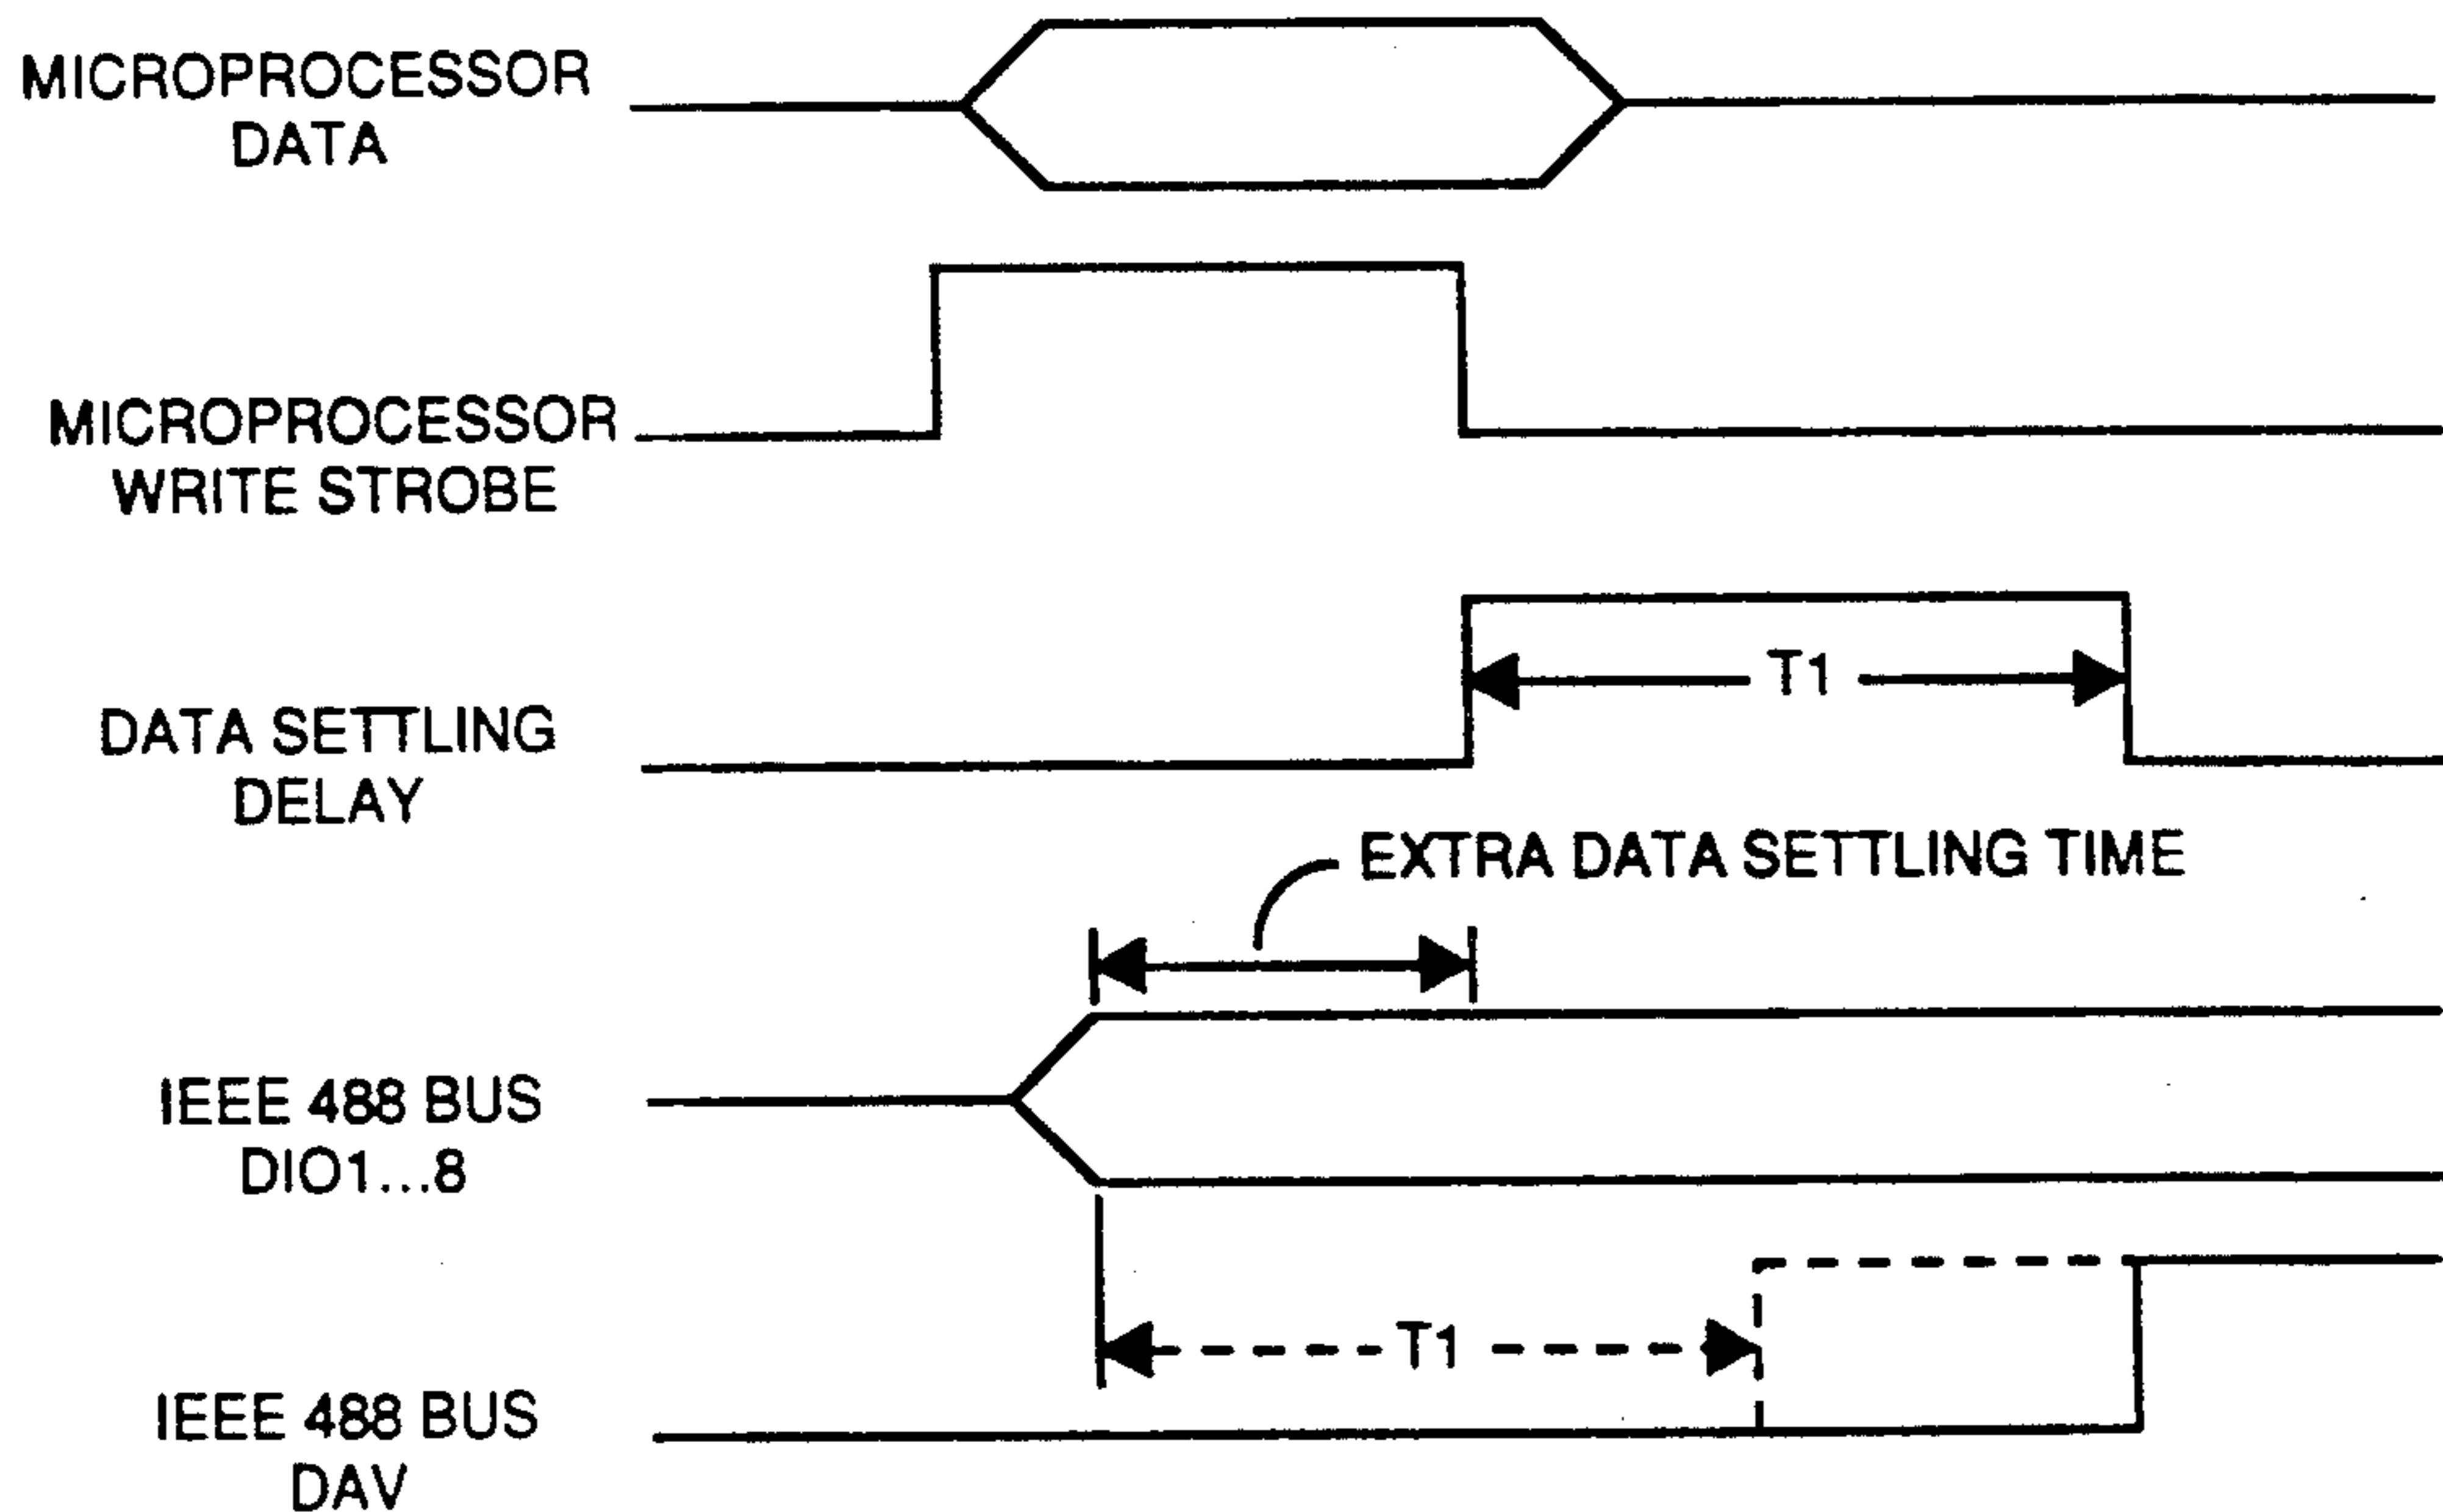 MICROPROCESSOR
DATA
MICROPROCESSOR
WRITE STROBE
T1
DATA SETTLING
DELAY
EXTRA DATA SETTLING TIME
IEEE 488 BUS
DIO1...8
T1
IEEE 488 BUS
DAV